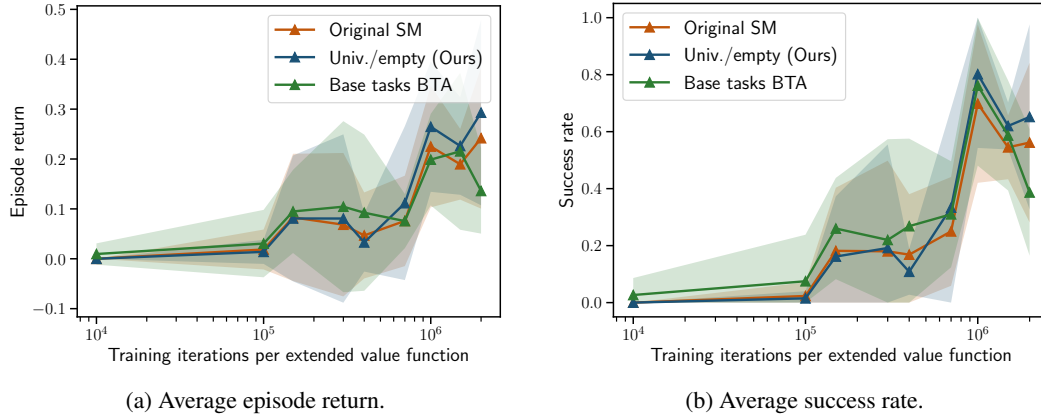 0.5
0.4
0.3
0.2
0.1
0.0
−0.1
Episode return
Original SM
Univ./empty (Ours)
Base tasks BTA
10^4
10^5
10^6
Training iterations per extended value function
(a) Average episode return.
1.0
0.8
0.6
0.4
0.2
0.0
Success rate
Original SM
Univ./empty (Ours)
Base tasks BTA
10^4
10^5
10^6
Training iterations per extended value function
(b) Average success rate.